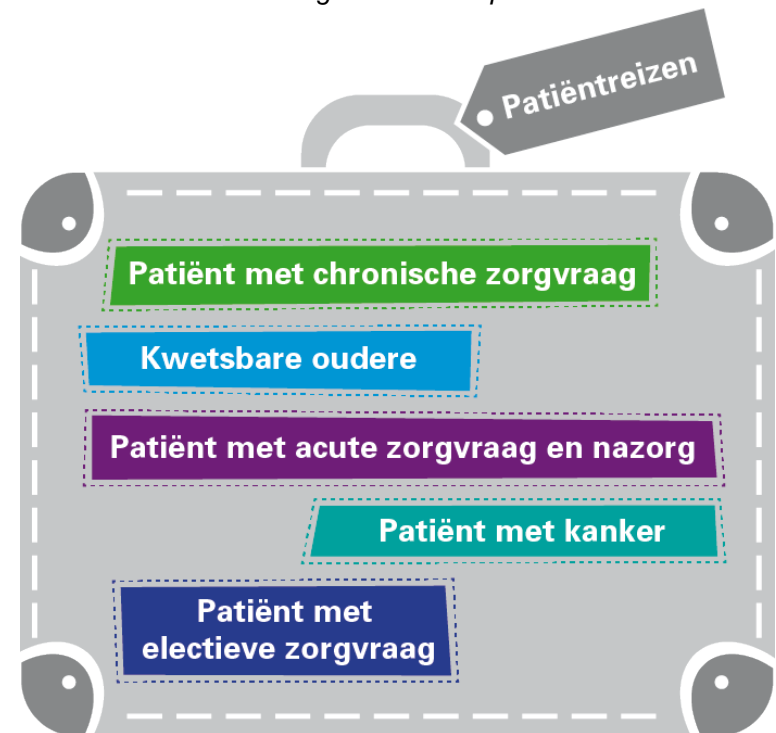 Patiëntreizen
Patiënt met chronische zorgvraag
Kwetsbare oudere
Patiënt met acute zorgvraag en nazorg
Patiënt met kanker
Patiënt met
electieve zorgvraag